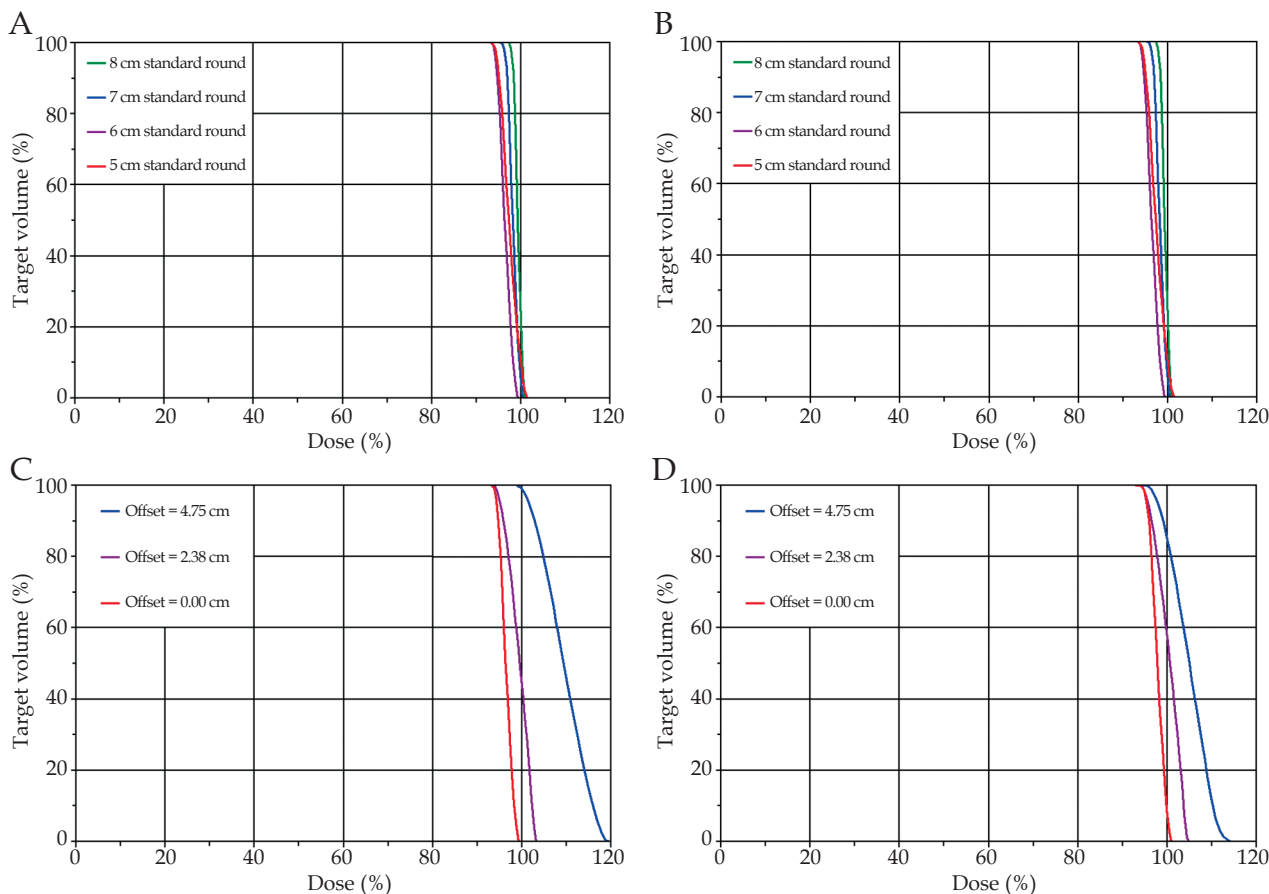 A
Target volume (%)
100
80
60
40
20
0
8 cm standard round
7 cm standard round
6 cm standard round
5 cm standard round
0 20 40 60 80 100 120
Dose (%)
B
Target volume (%)
100
80
60
40
20
0
8 cm standard round
7 cm standard round
6 cm standard round
5 cm standard round
0 20 40 60 80 100 120
Dose (%)
C
Target volume (%)
100
80
60
40
20
0
Offset = 4.75 cm
Offset = 2.38 cm
Offset = 0.00 cm
0 20 40 60 80 100 120
Dose (%)
D
Target volume (%)
100
80
60
40
20
0
Offset = 4.75 cm
Offset = 2.38 cm
Offset = 0.00 cm
0 20 40 60 80 100 120
Dose (%)